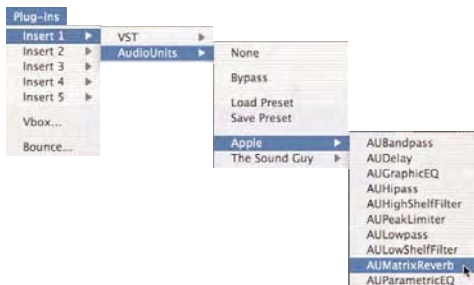 Plug-Ins
Insert 1
Insert 2
Insert 3
Insert 4
Insert 5
Vbox...
Bounce...
VST
AudioUnits
None
Bypass
Load Preset
Save Preset
Apple
The Sound Guy
AUBandpass
AUDelay
AUGraphicEQ
AUHipass
AUHighShelfFilter
AUPeakLimiter
AULowpass
AULowShelfFilter
AUMatrixReverb
AUParametricEQ